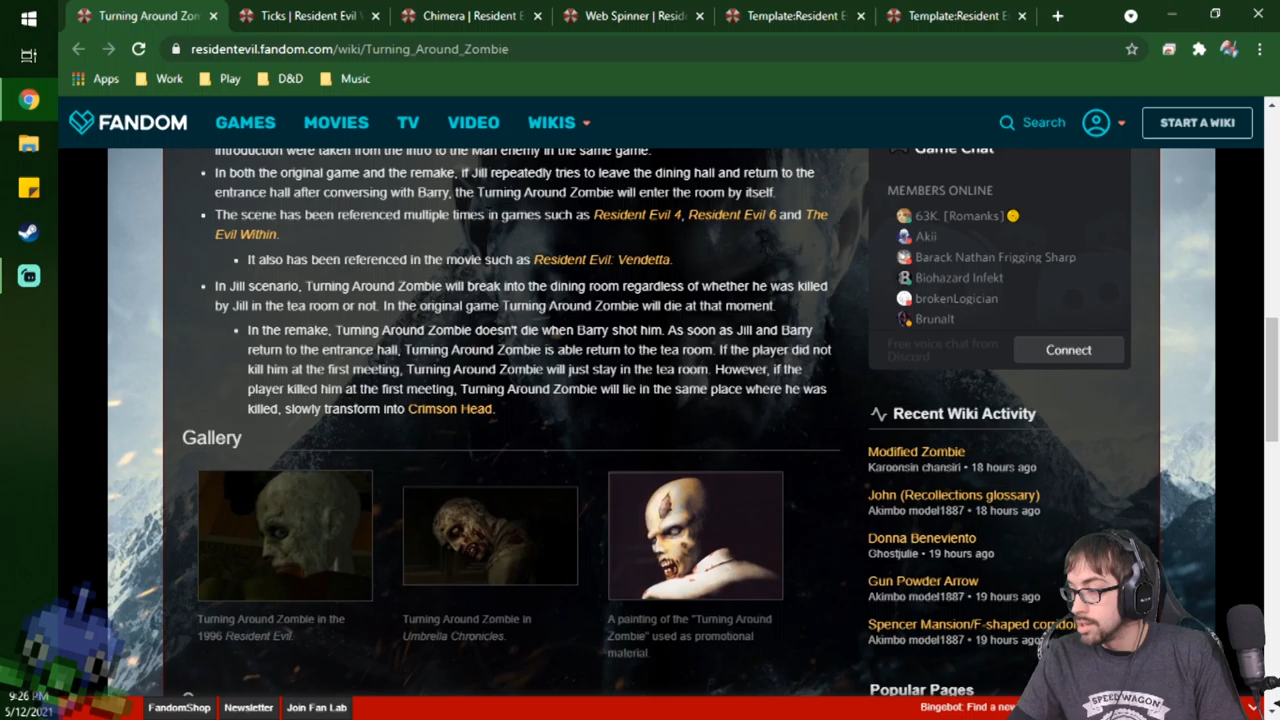 Turning Around Zon
Ticks | Resident Evil
Chimera | Resident E
Web Spinner | Resid
Template:Resident E
Template:Resident E
residentevil.fandom.com/wiki/Turning_Around_Zombie
Apps Work Play D&D Music
FANDOM GAMES MOVIES TV VIDEO WIKIS Search START A WIKI
introduction were taken from the intro to the Man enemy in the same game.
In both the original game and the remake, if Jill repeatedly tries to leave the dining hall and return to the
entrance hall after conversing with Barry, the Turning Around Zombie will enter the room by itself.
The scene has been referenced multiple times in games such as Resident Evil 4, Resident Evil 6 and The
Evil Within.
It also has been referenced in the movie such as Resident Evil: Vendetta.
In Jill scenario, Turning Around Zombie will break into the dining room regardless of whether he was killed
by Jill in the tea room or not. In the original game Turning Around Zombie will die at that moment.
In the remake, Turning Around Zombie doesn't die when Barry shot him. As soon as Jill and Barry
return to the entrance hall, Turning Around Zombie is able return to the tea room. If the player did not
kill him at the first meeting, Turning Around Zombie will just stay in the tea room. However, if the
player killed him at the first meeting, Turning Around Zombie will lie in the same place where he was
killed, slowly transform into Crimson Head.
Gallery
Turning Around Zombie in the
1996 Resident Evil.
Turning Around Zombie in
Umbrella Chronicles.
A painting of the "Turning Around
Zombie" used as promotional
material.
Game Chat
MEMBERS ONLINE
63K. [Romanks]
Akii
Barack Nathan Frigging Sharp
Biohazard Infekt
brokenLogician
Brunalt
Free voice chat from
Discord
Connect
Recent Wiki Activity
Modified Zombie
Karoonsin chansiri • 18 hours ago
John (Recollections glossary)
Akimbo model1887 • 18 hours ago
Donna Beneviento
Ghostjulie • 19 hours ago
Gun Powder Arrow
Akimbo model1887 • 19 hours ago
Spencer Mansion/F-shaped corridor
Akimbo model1887 • 19 hours ago
Popular Pages
SPEEDWAGON
9:26 PM
5/12/2021
FandomShop Newsletter Join Fan Lab
Bingebot: Find a new